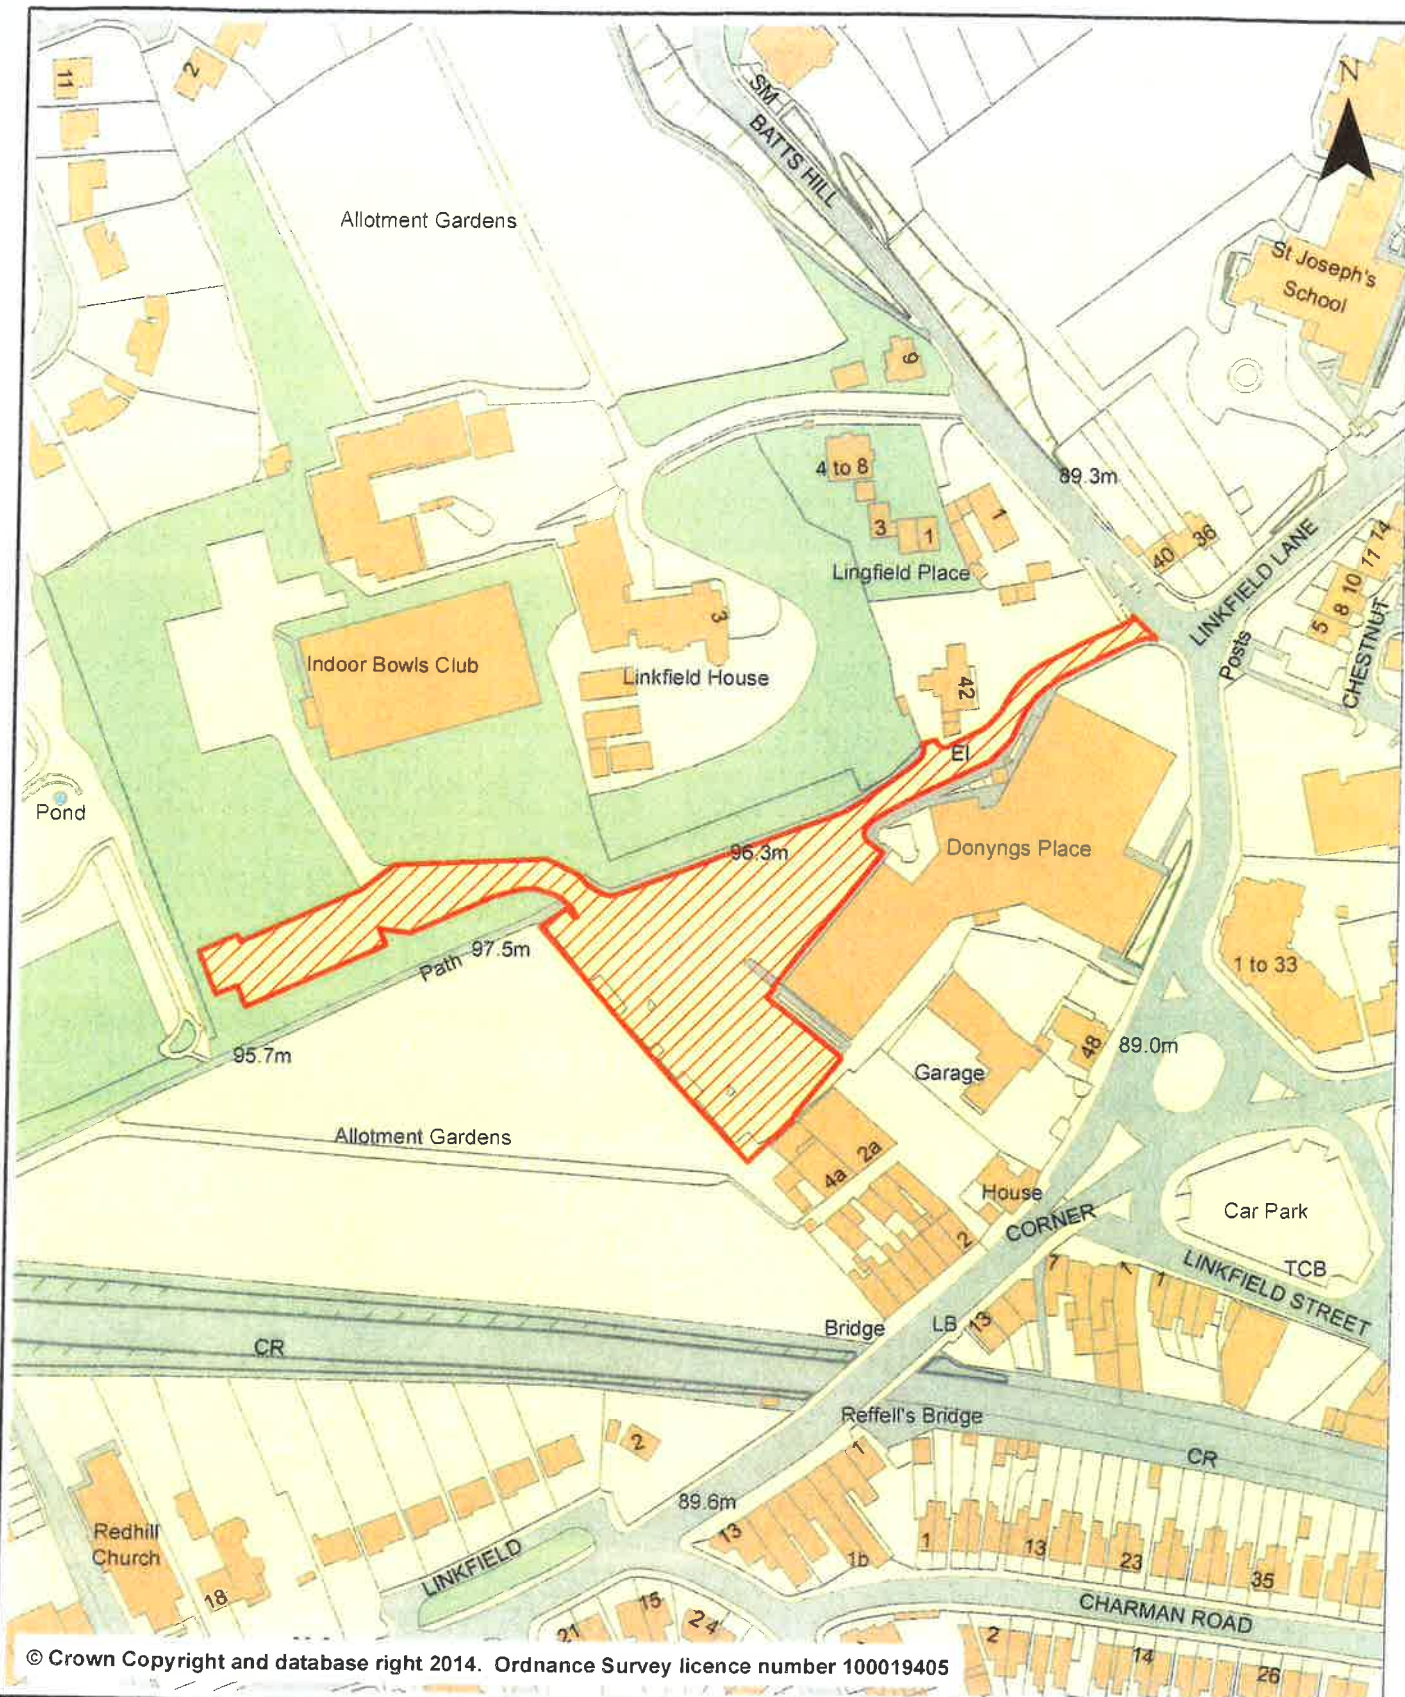 11
2
SM
BATTS HILL
N
Allotment Gardens
St Joseph's
School
9
4 to 8
89.3m
3
1
1
40
36
LINKFIELD LANE
14
11
10
8
5
CHESTNUT
Lingfield Place
3
Posts
Indoor Bowls Club
Linkfield House
42
El
Pond
96.3m
Donyngs Place
97.5m
Path
1 to 33
95.7m
48
89.0m
Garage
Allotment Gardens
2a
4a
House
CORNER
Car Park
2
TCB
LINKFIELD STREET
7
1
1
Bridge
LB
13
CR
Reffell's Bridge
CR
2
1
89.6m
Redhill
Church
13
1b
1
13
23
35
LINKFIELD
18
CHARMAN ROAD
15
24
21
2
14
26
© Crown Copyright and database right 2014. Ordnance Survey licence number 100019405